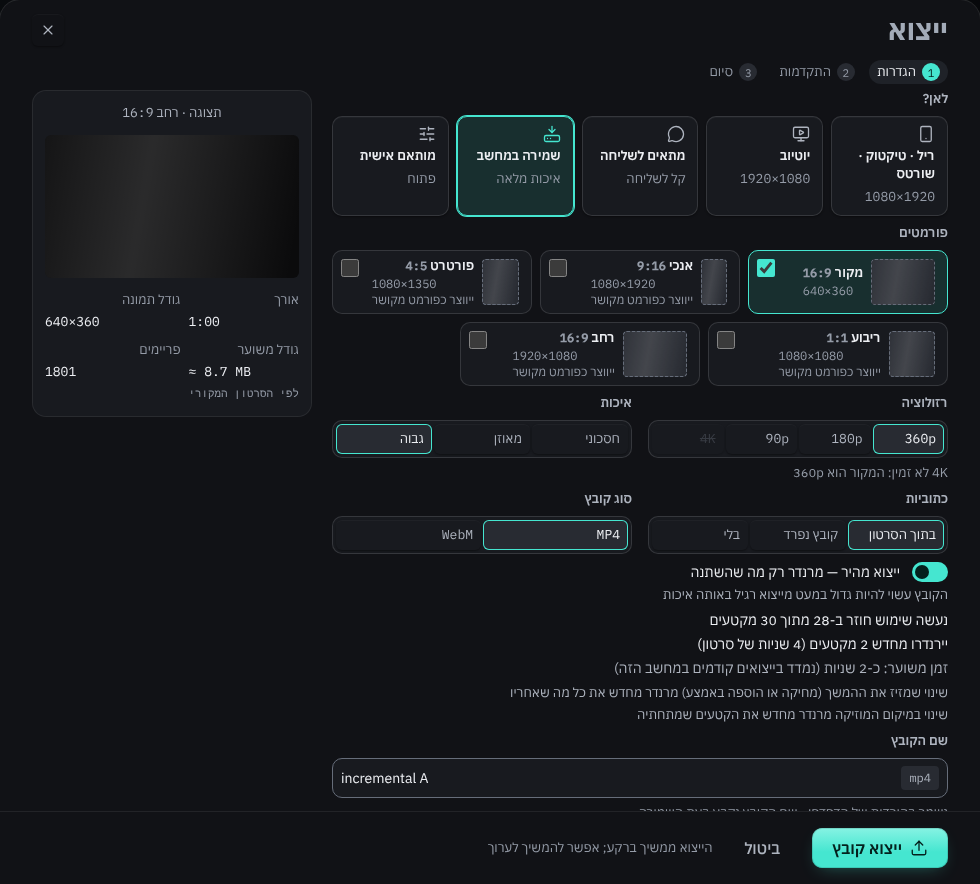 ייצוא
1 הגדרות
2 התקדמות
3 סיום
לאן?
ריל · טיקטוק · שורטס
1080×1920
יוטיוב
1920×1080
מתאים לשליחה
קל לשליחה
שמירה במחשב
איכות מלאה
מותאם אישית
פתוח
פורמטים
מקור 16:9
640×360
אנכי 9:16
1080×1920
ייווצר כפורמט מקושר
פורטרט 4:5
1080×1350
ייווצר כפורמט מקושר
ריבוע 1:1
1080×1080
ייווצר כפורמט מקושר
רחב 16:9
1920×1080
ייווצר כפורמט מקושר
רזולוציה
360p
180p
90p
4K
4K לא זמין: המקור הוא 360p
איכות
חסכוני
מאוזן
גבוה
כתוביות
בתוך הסרטון
קובץ נפרד
בלי
סוג קובץ
MP4
WebM
ייצוא מהיר — מרנדר רק מה שהשתנה
הקובץ עשוי להיות גדול במעט מייצוא רגיל באותה איכות
נעשה שימוש חוזר ב-28 מתוך 30 מקטעים
יירנדרו מחדש 2 מקטעים (4 שניות של סרטון)
זמן משוער: כ-2 שניות (נמדד בייצואים קודמים במחשב הזה)
שינוי שמזיז את ההמשך (מחיקה או הוספה באמצע) מרנדר מחדש את כל מה שאחריו
שינוי במיקום המוזיקה מרנדר מחדש את הקטעים שמתחתיה
שם הקובץ
mp4
incremental A
תצוגה · רחב 16:9
אורך
1:00
גודל תמונה
640×360
גודל משוער
≈ 8.7 MB
לפי הסרטון המקורי
פריימים
1801
ייצוא קובץ
ביטול
הייצוא ממשיך ברקע; אפשר להמשיך לערוך